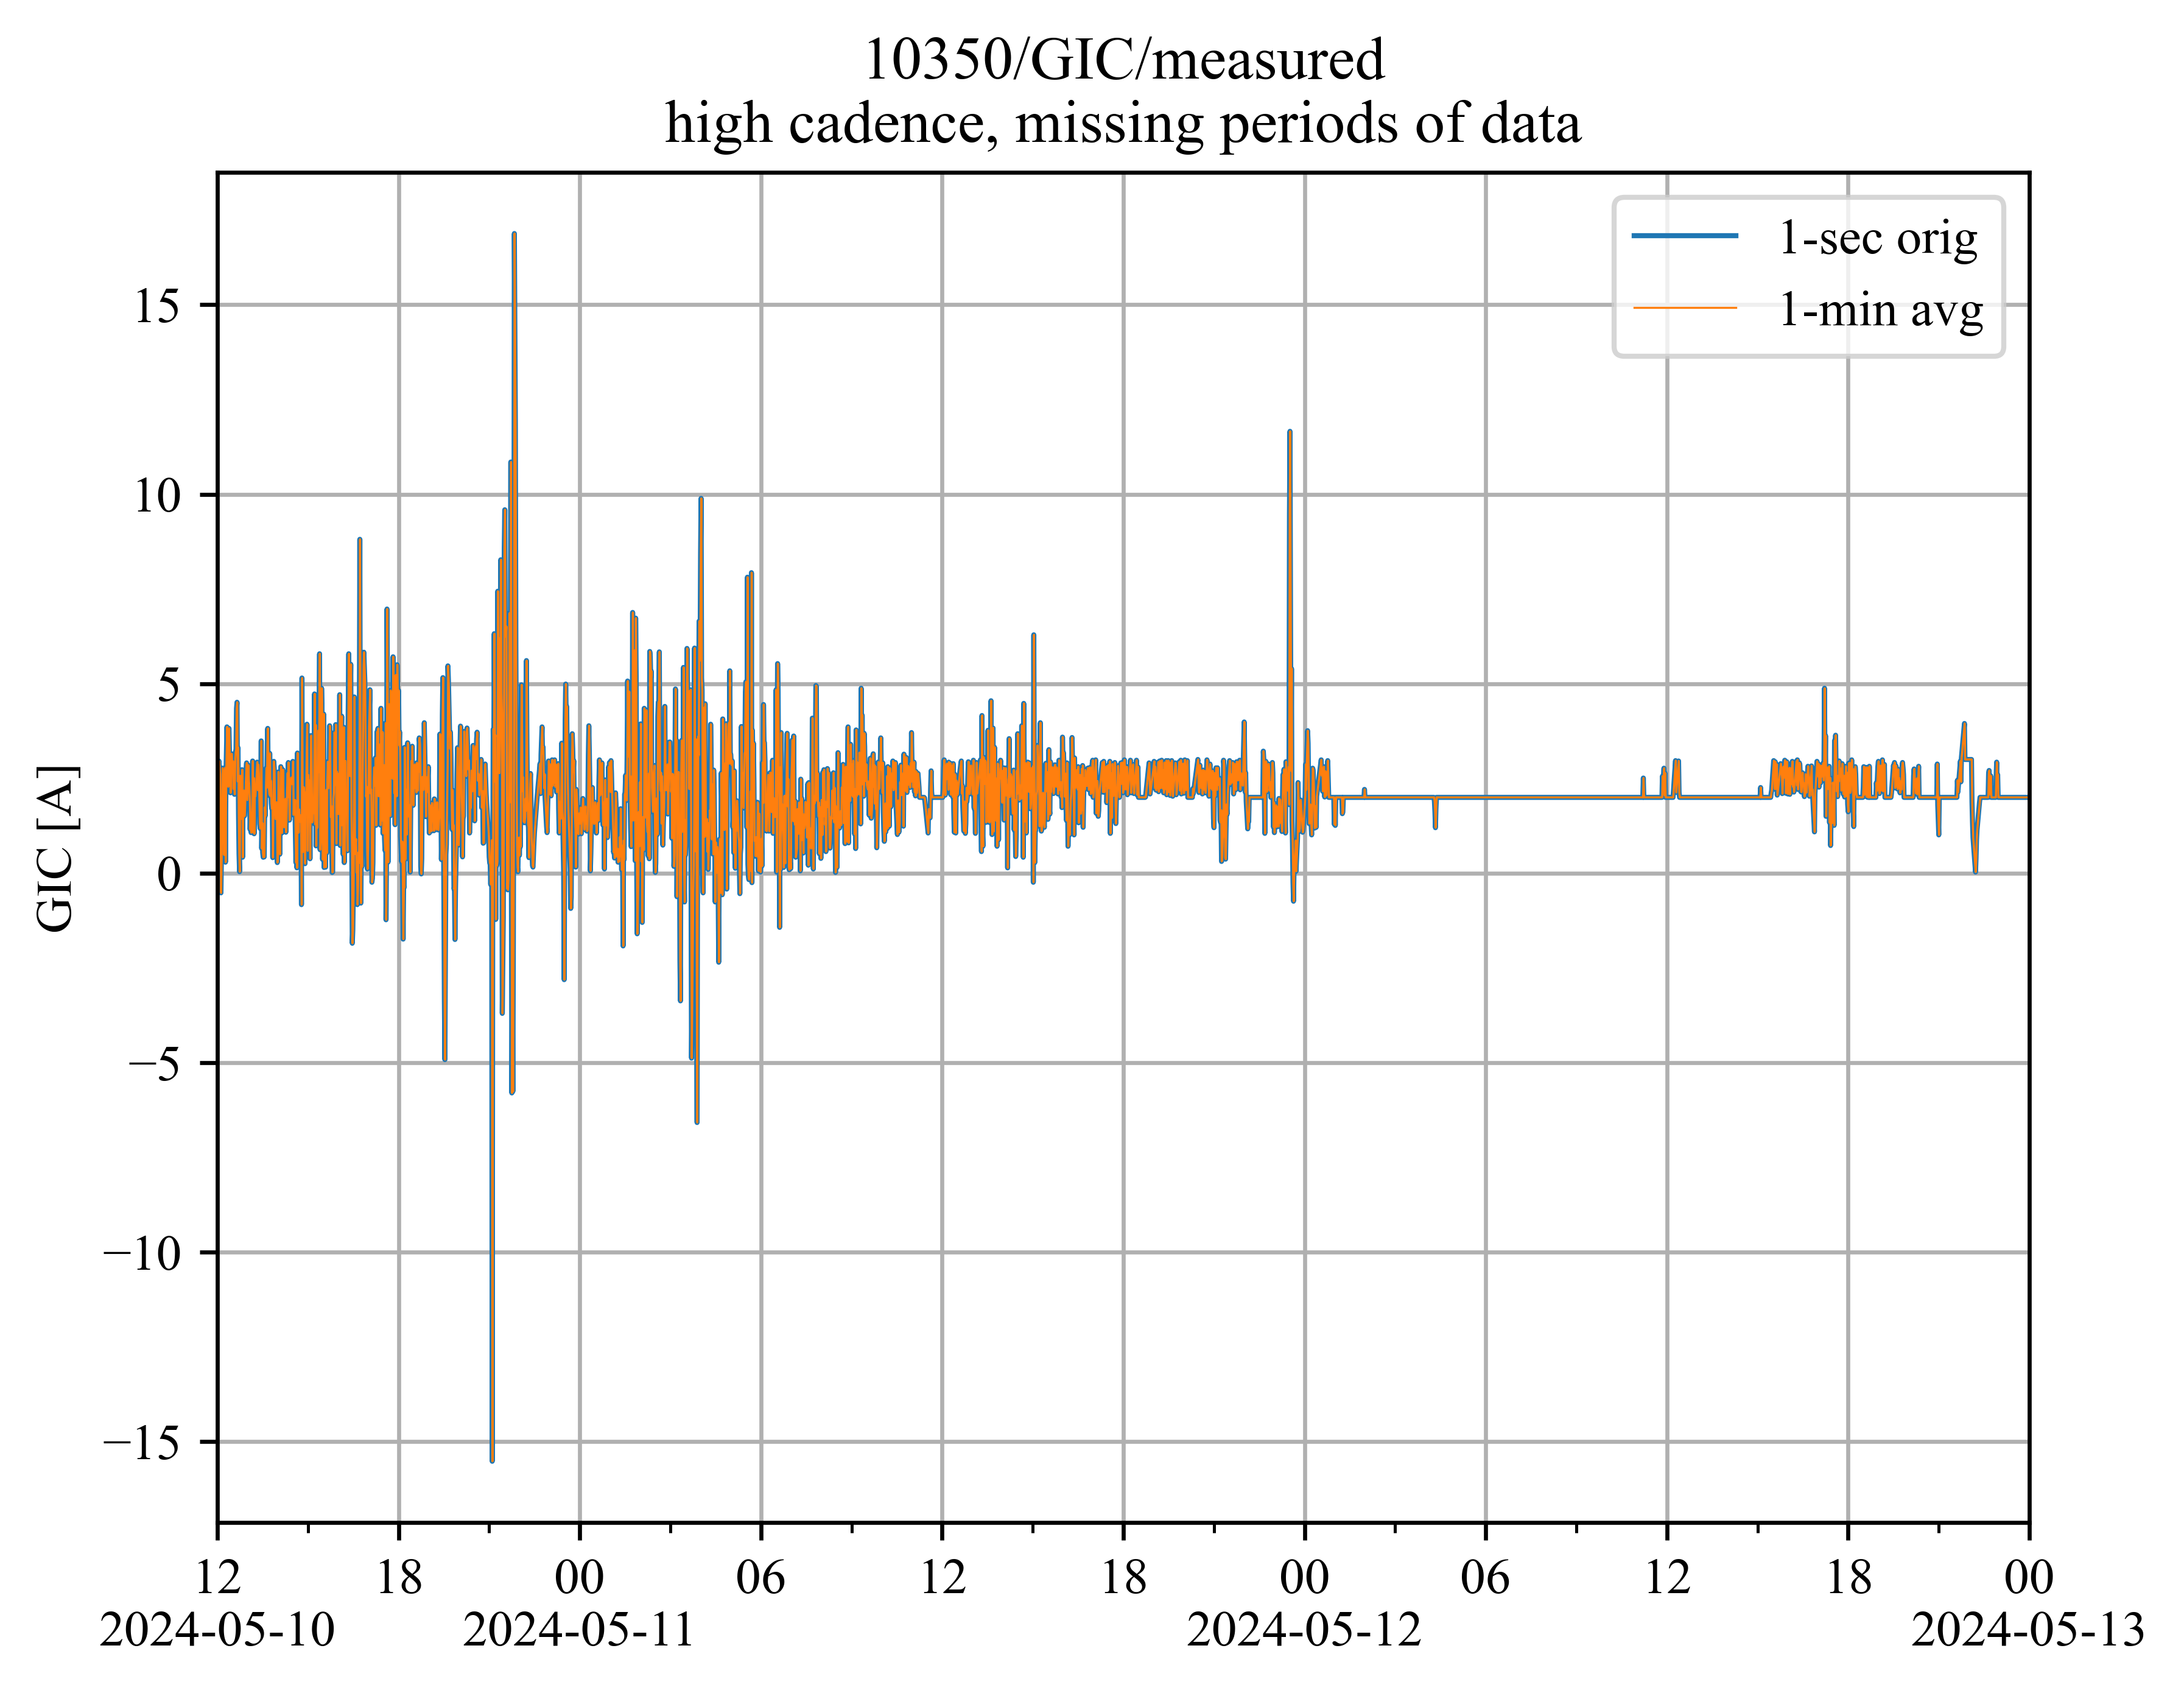 10350/GIC/measured
high cadence, missing periods of data
1-sec orig
1-min avg
15
10
5
0
−5
−10
−15
GIC [A]
12 18 00 06 12 18 00 06 12 18 00
2024-05-10 2024-05-11 2024-05-12 2024-05-13